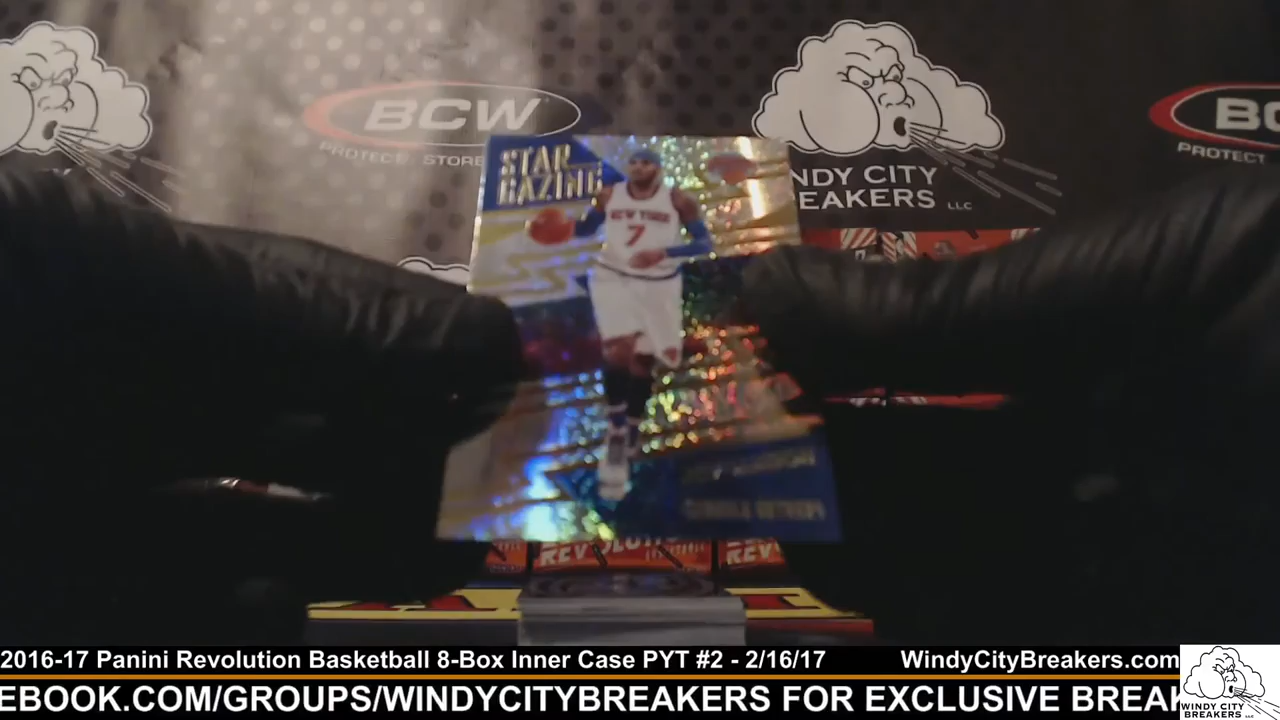 BCW
PROTECT STORE
WINDY CITY
BREAKERS LLC
BC
PROTECT
STAR
GAZING
NEW YORK
7
REVOLUTION
REV
2016-17 Panini Revolution Basketball 8-Box Inner Case PYT #2 - 2/16/17
WindyCityBreakers.com
EBOOK.COM/GROUPS/WINDYCITYBREAKERS FOR EXCLUSIVE BREAK
WINDY CITY
BREAKERS LLC